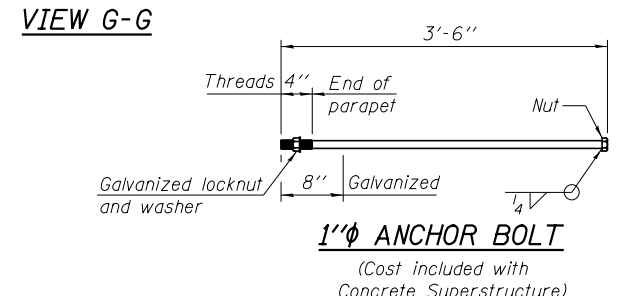 VIEW G-G
3'-6"
Threads 4" End of
parapet
Nut
Galvanized locknut
and washer
8" Galvanized
1/4
1"φ ANCHOR BOLT
(Cost included with
Concrete Superstructure)